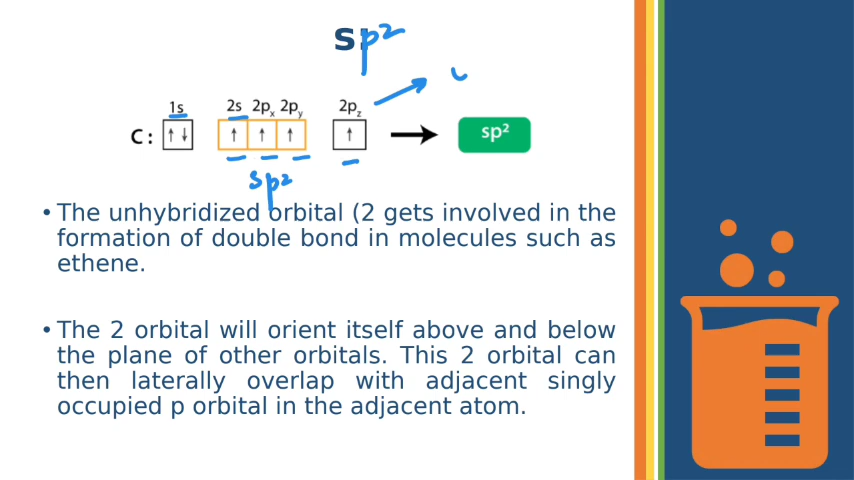 sp2
1s 2s 2px 2py 2pz
C: ↑↓ ↑ ↑ ↑ ↑ → sp²
sp2
• The unhybridized orbital (2 gets involved in the
formation of double bond in molecules such as
ethene.
• The 2 orbital will orient itself above and below
the plane of other orbitals. This 2 orbital can
then laterally overlap with adjacent singly
occupied p orbital in the adjacent atom.